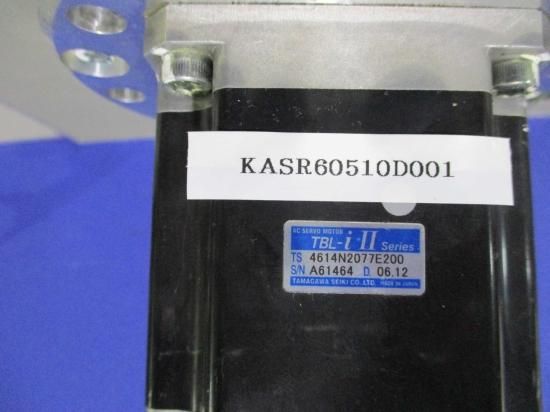 KASR60510D001
AC SERVO MOTOR
TBL-i II Series
TS 4614N2077E200
S/N A61464 D. 06.12
TAMAGAWA SEIKI CO.,LTD. MADE IN JAPAN